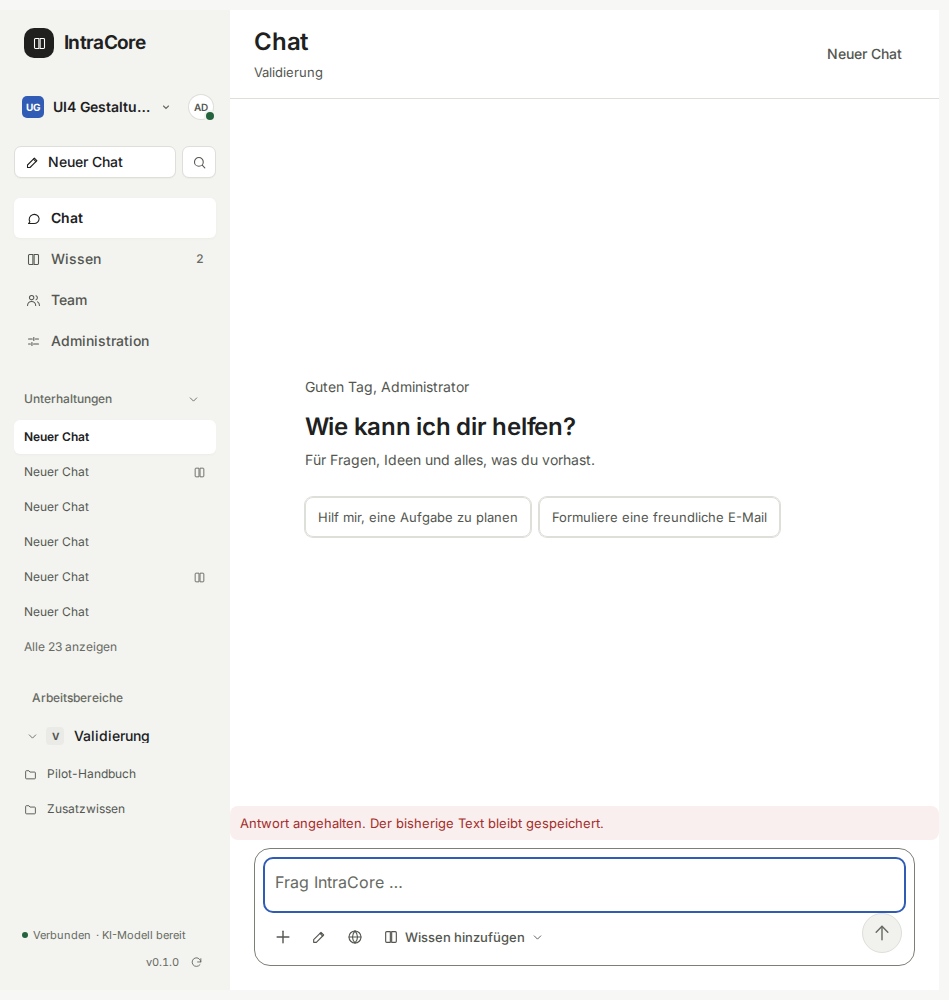 IntraCore
UG UI4 Gestaltu... AD
Neuer Chat
Chat
Wissen 2
Team
Administration
Unterhaltungen
Neuer Chat
Neuer Chat
Neuer Chat
Neuer Chat
Neuer Chat
Neuer Chat
Alle 23 anzeigen
Arbeitsbereiche
V Validierung
Pilot-Handbuch
Zusatzwissen
Verbunden · KI-Modell bereit
v0.1.0
Chat
Validierung
Neuer Chat
Guten Tag, Administrator
Wie kann ich dir helfen?
Für Fragen, Ideen und alles, was du vorhast.
Hilf mir, eine Aufgabe zu planen
Formuliere eine freundliche E-Mail
Antwort angehalten. Der bisherige Text bleibt gespeichert.
Frag IntraCore ...
Wissen hinzufügen